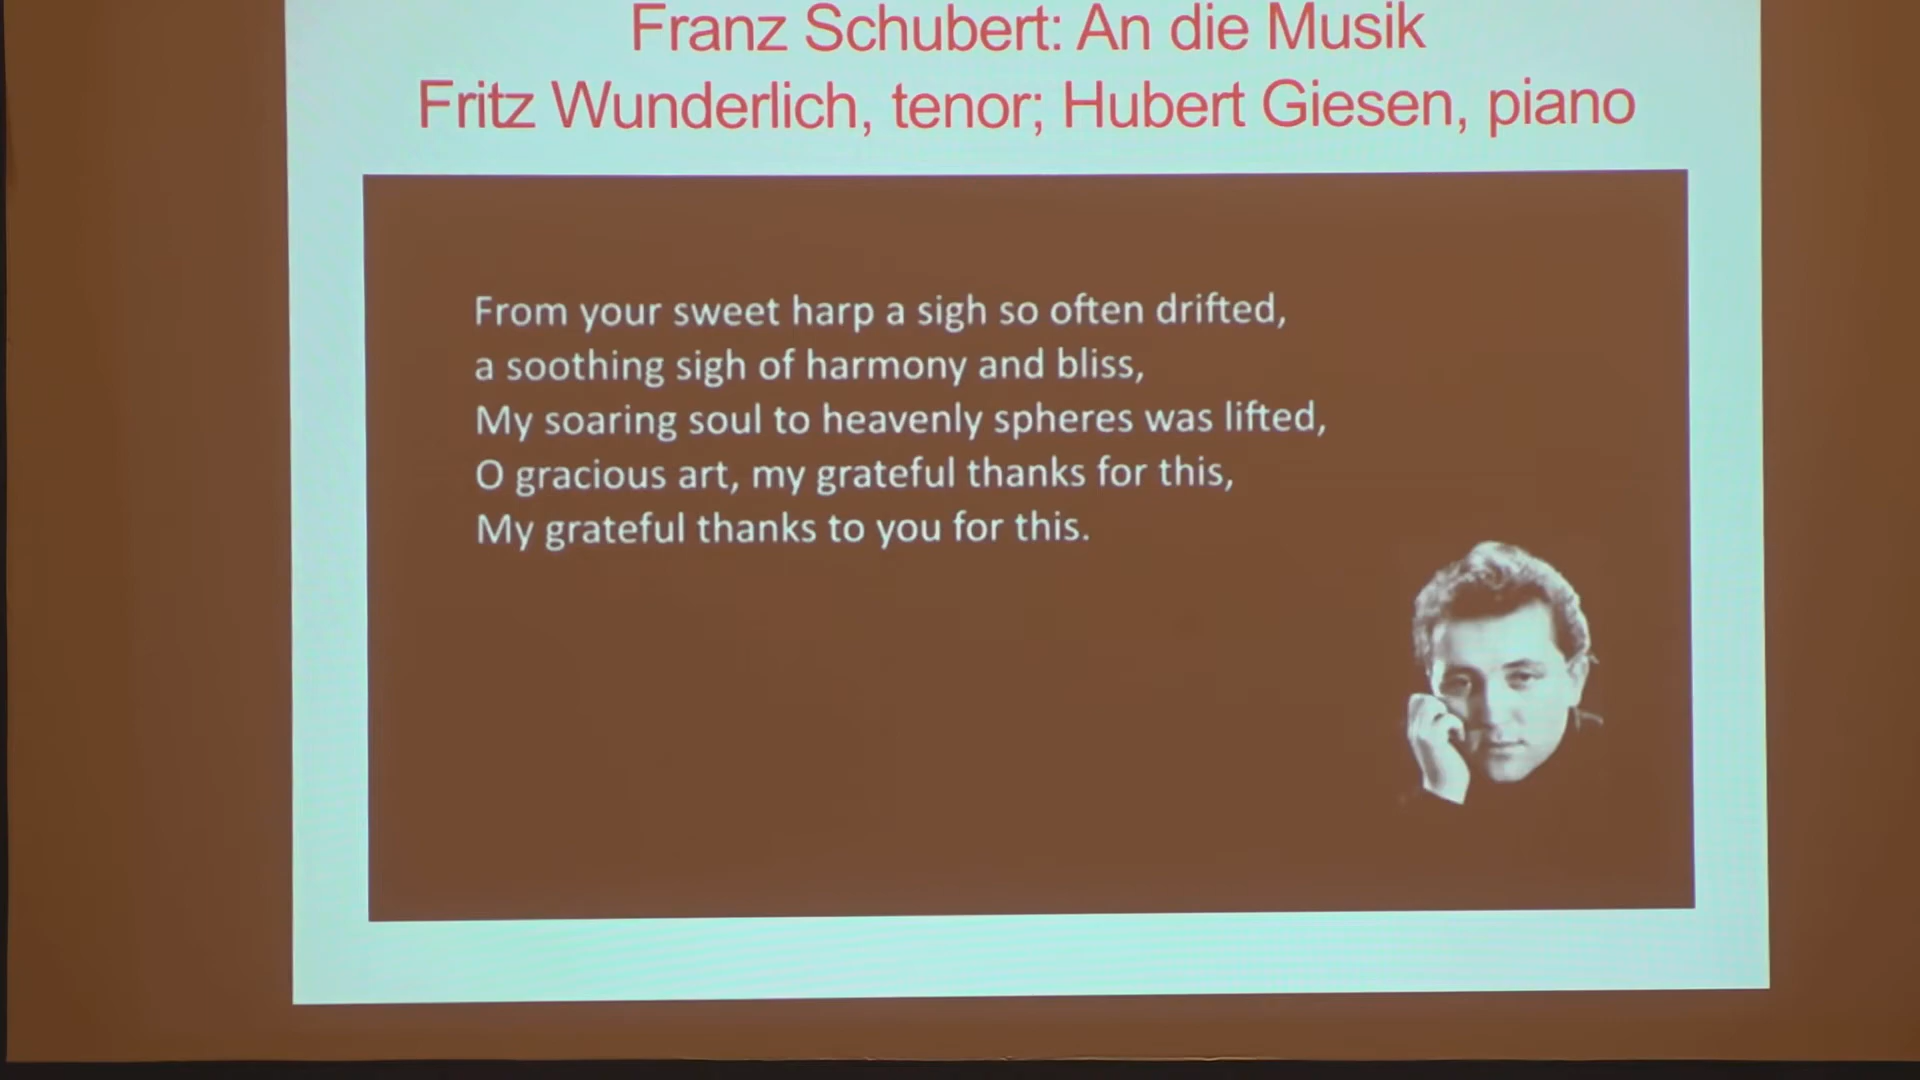 Franz Schubert: An die Musik
Fritz Wunderlich, tenor; Hubert Giesen, piano
From your sweet harp a sigh so often drifted,
a soothing sigh of harmony and bliss,
My soaring soul to heavenly spheres was lifted,
O gracious art, my grateful thanks for this,
My grateful thanks to you for this.